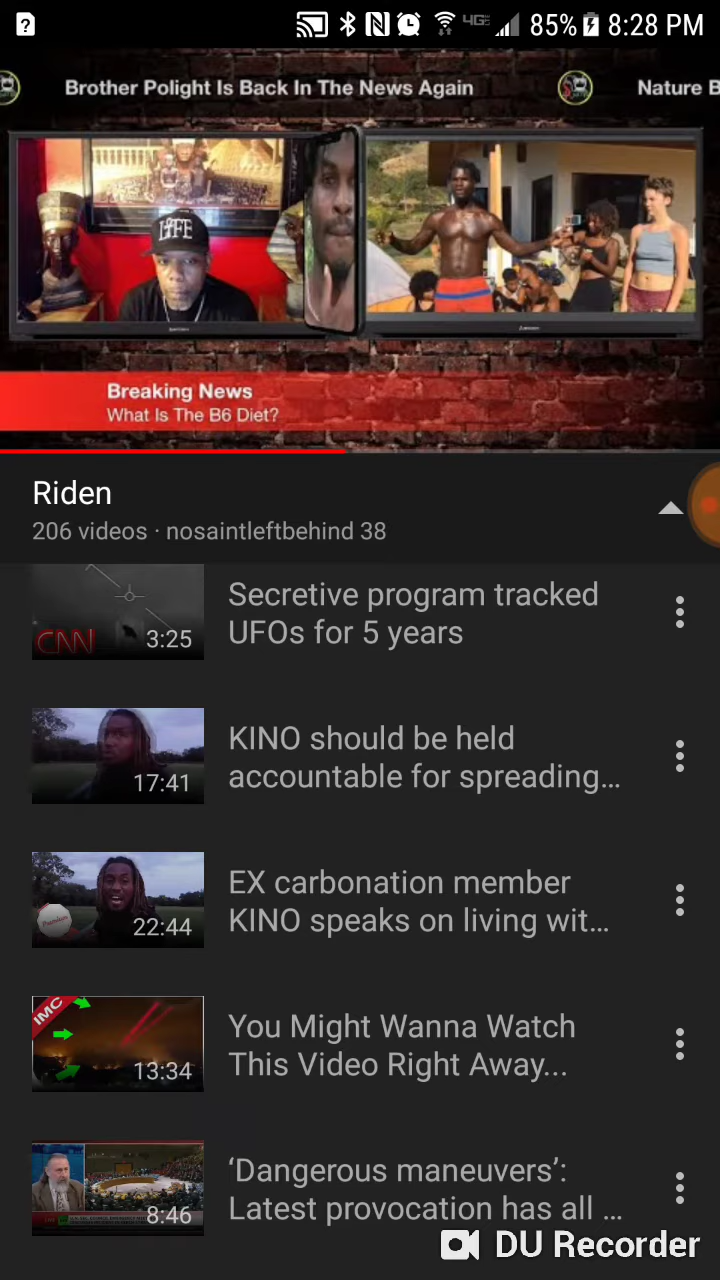 4G 85% 8:28 PM
Brother Polight Is Back In The News Again
Nature B
LIFE
Breaking News
What Is The B6 Diet?
Riden
206 videos · nosaintleftbehind 38
Secretive program tracked
UFOs for 5 years
CNN 3:25
KINO should be held
accountable for spreading...
17:41
EX carbonation member
KINO speaks on living wit...
Premium 22:44
You Might Wanna Watch
This Video Right Away...
IMC 13:34
‘Dangerous maneuvers’:
Latest provocation has all ...
8:46
DU Recorder